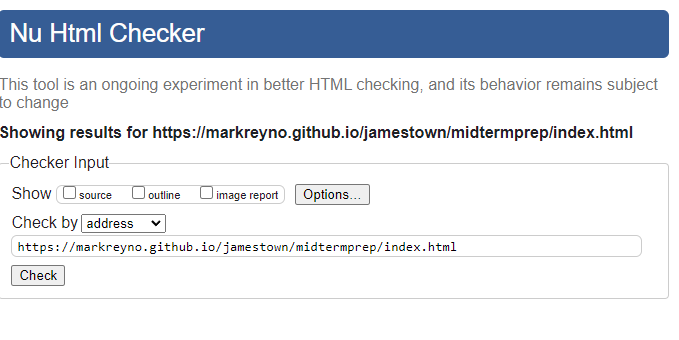 Nu Html Checker
This tool is an ongoing experiment in better HTML checking, and its behavior remains subject
to change
Showing results for https://markreyno.github.io/jamestown/midtermprep/index.html
Checker Input
Show source outline image report Options...
Check by address
https://markreyno.github.io/jamestown/midtermprep/index.html
Check